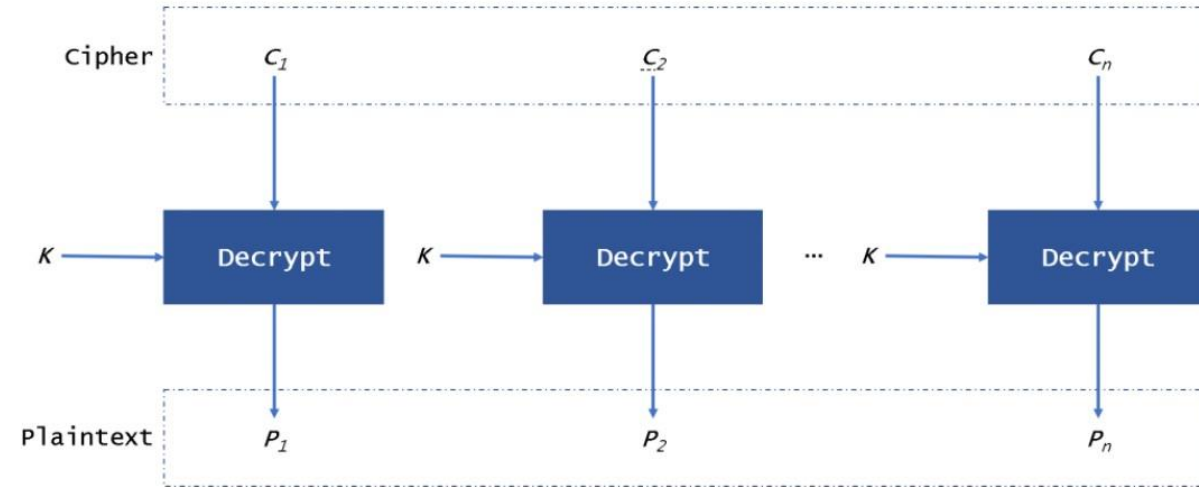 Cipher C₁ C₂ Cₙ
K Decrypt K Decrypt ... K Decrypt
Plaintext P₁ P₂ Pₙ